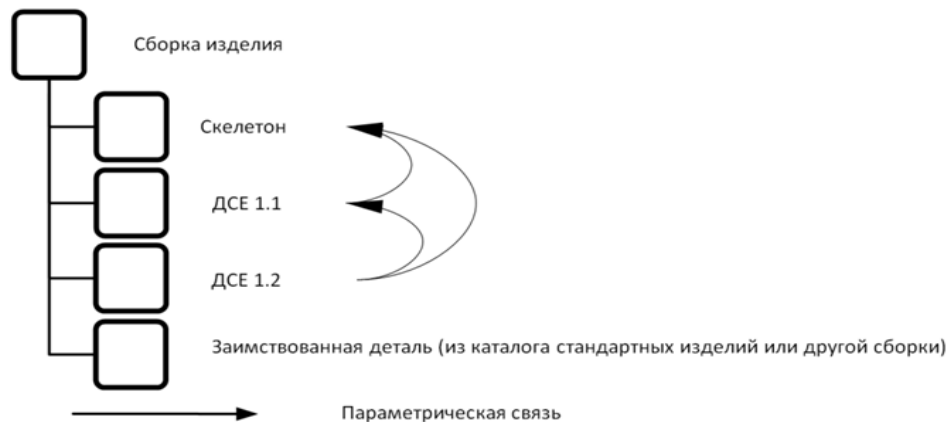 Сборка изделия
Скелетон
ДСЕ 1.1
ДСЕ 1.2
Заимствованная деталь (из каталога стандартных изделий или другой сборки)
Параметрическая связь